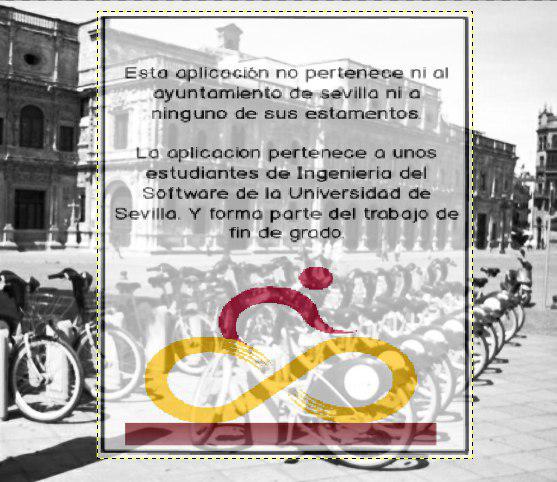 Esta aplicación no pertenece ni al
ayuntamiento de sevilla ni a
ninguno de sus estamentos.
La aplicacion pertenece a unos
estudiantes de Ingenieria del
Software de la Universidad de
Sevilla. Y forma parte del trabajo de
fin de grado.